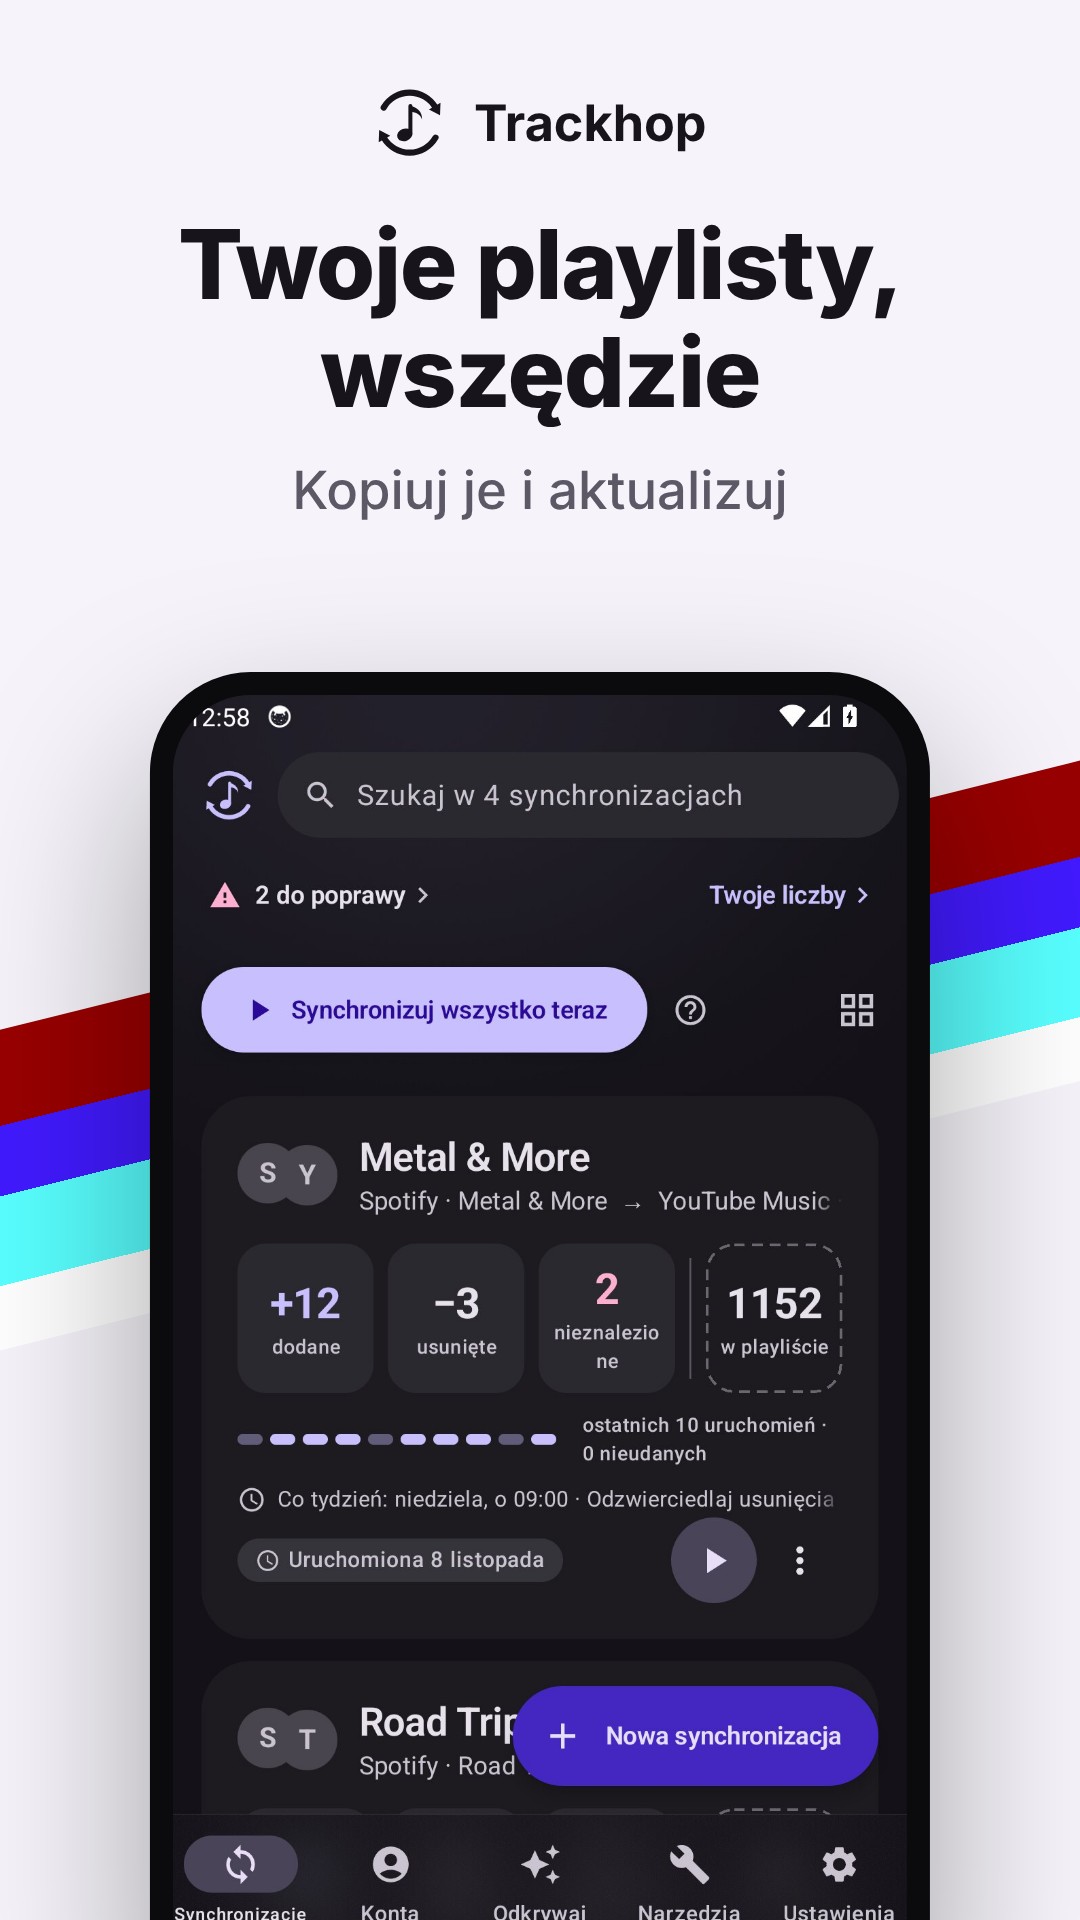 Trackhop
Twoje playlisty,
wszędzie
Kopiuj je i aktualizuj
12:58
Szukaj w 4 synchronizacjach
2 do poprawy
Twoje liczby
Synchronizuj wszystko teraz
S Y
Metal & More
Spotify · Metal & More → YouTube Music
+12
dodane
−3
usunięte
2
nieznalezio
ne
1152
w playliście
ostatnich 10 uruchomień ·
0 nieudanych
Co tydzień: niedziela, o 09:00 · Odzwierciedlaj usunięcia
Uruchomiona 8 listopada
S T
Road Trip
Spotify · Road
Nowa synchronizacja
Synchronizacje
Konta
Odkrywaj
Narzędzia
Ustawienia